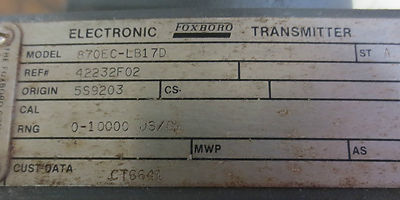 ELECTRONIC FOXBORO TRANSMITTER
MODEL 870EC-LB17D ST A
REF# 42232F02
ORIGIN 5S9203 CS-
CAL
RNG 0-10000 US/
MWP AS
CUST DATA CT6641